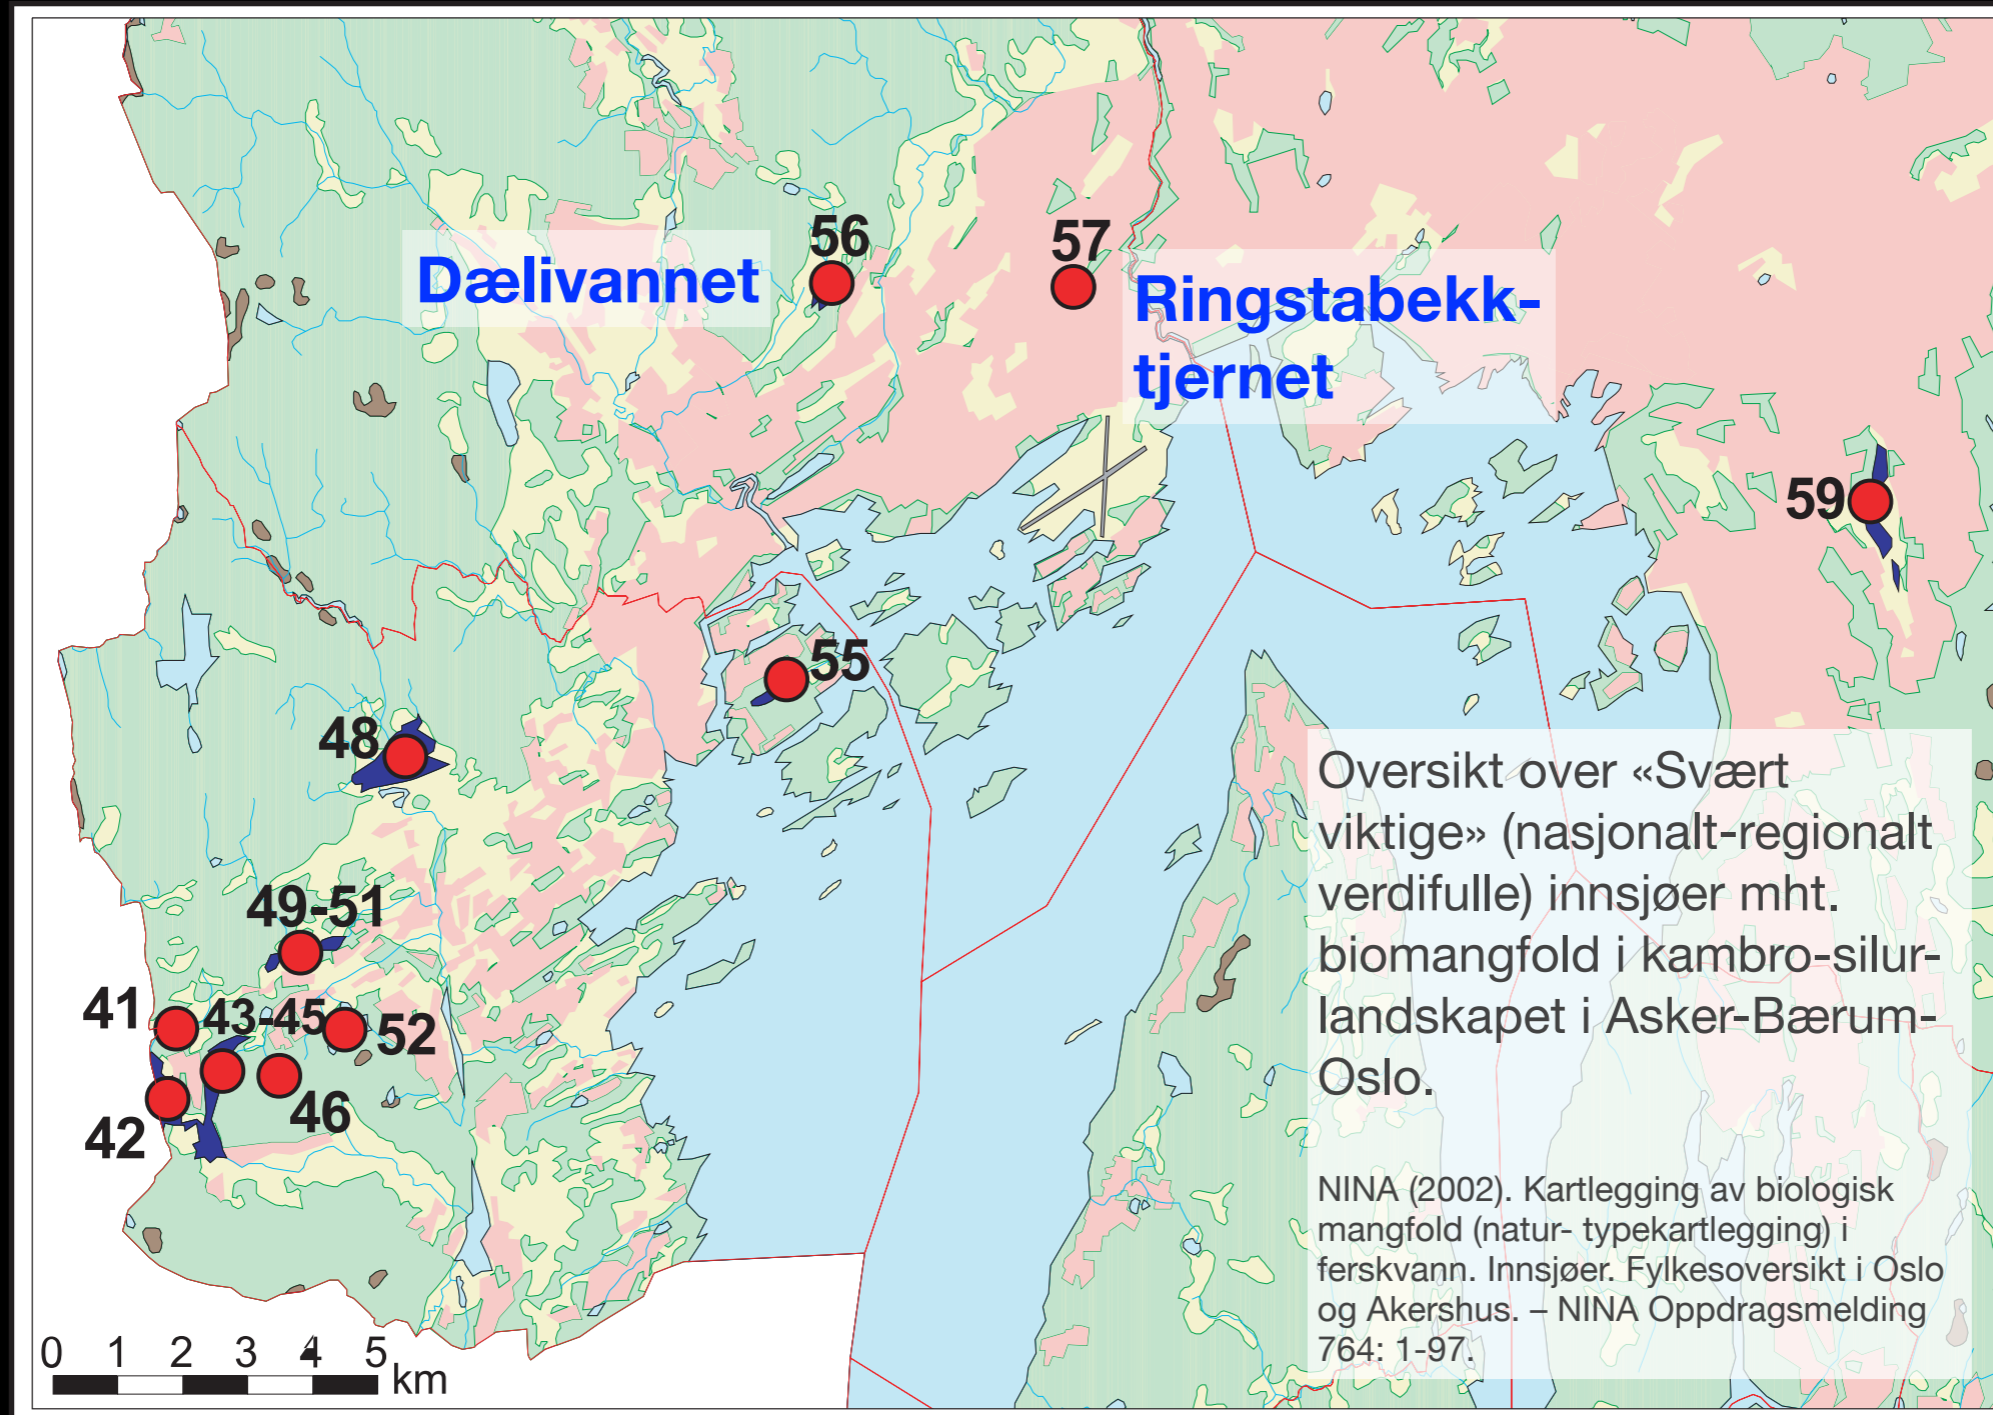 56
57
Dælivannet
Ringstabekk-
tjernet
59
55
48
49-51
41
43-45
52
46
42
Oversikt over «Svært
viktige» (nasjonalt-regionalt
verdifulle) innsjøer mht.
biomangfold i kambro-silur-
landskapet i Asker-Bærum-
Oslo.
NINA (2002). Kartlegging av biologisk
mangfold (natur- typekartlegging) i
ferskvann. Innsjøer. Fylkesoversikt i Oslo
og Akershus. – NINA Oppdragsmelding
764: 1-97.
0 1 2 3 4 5 km